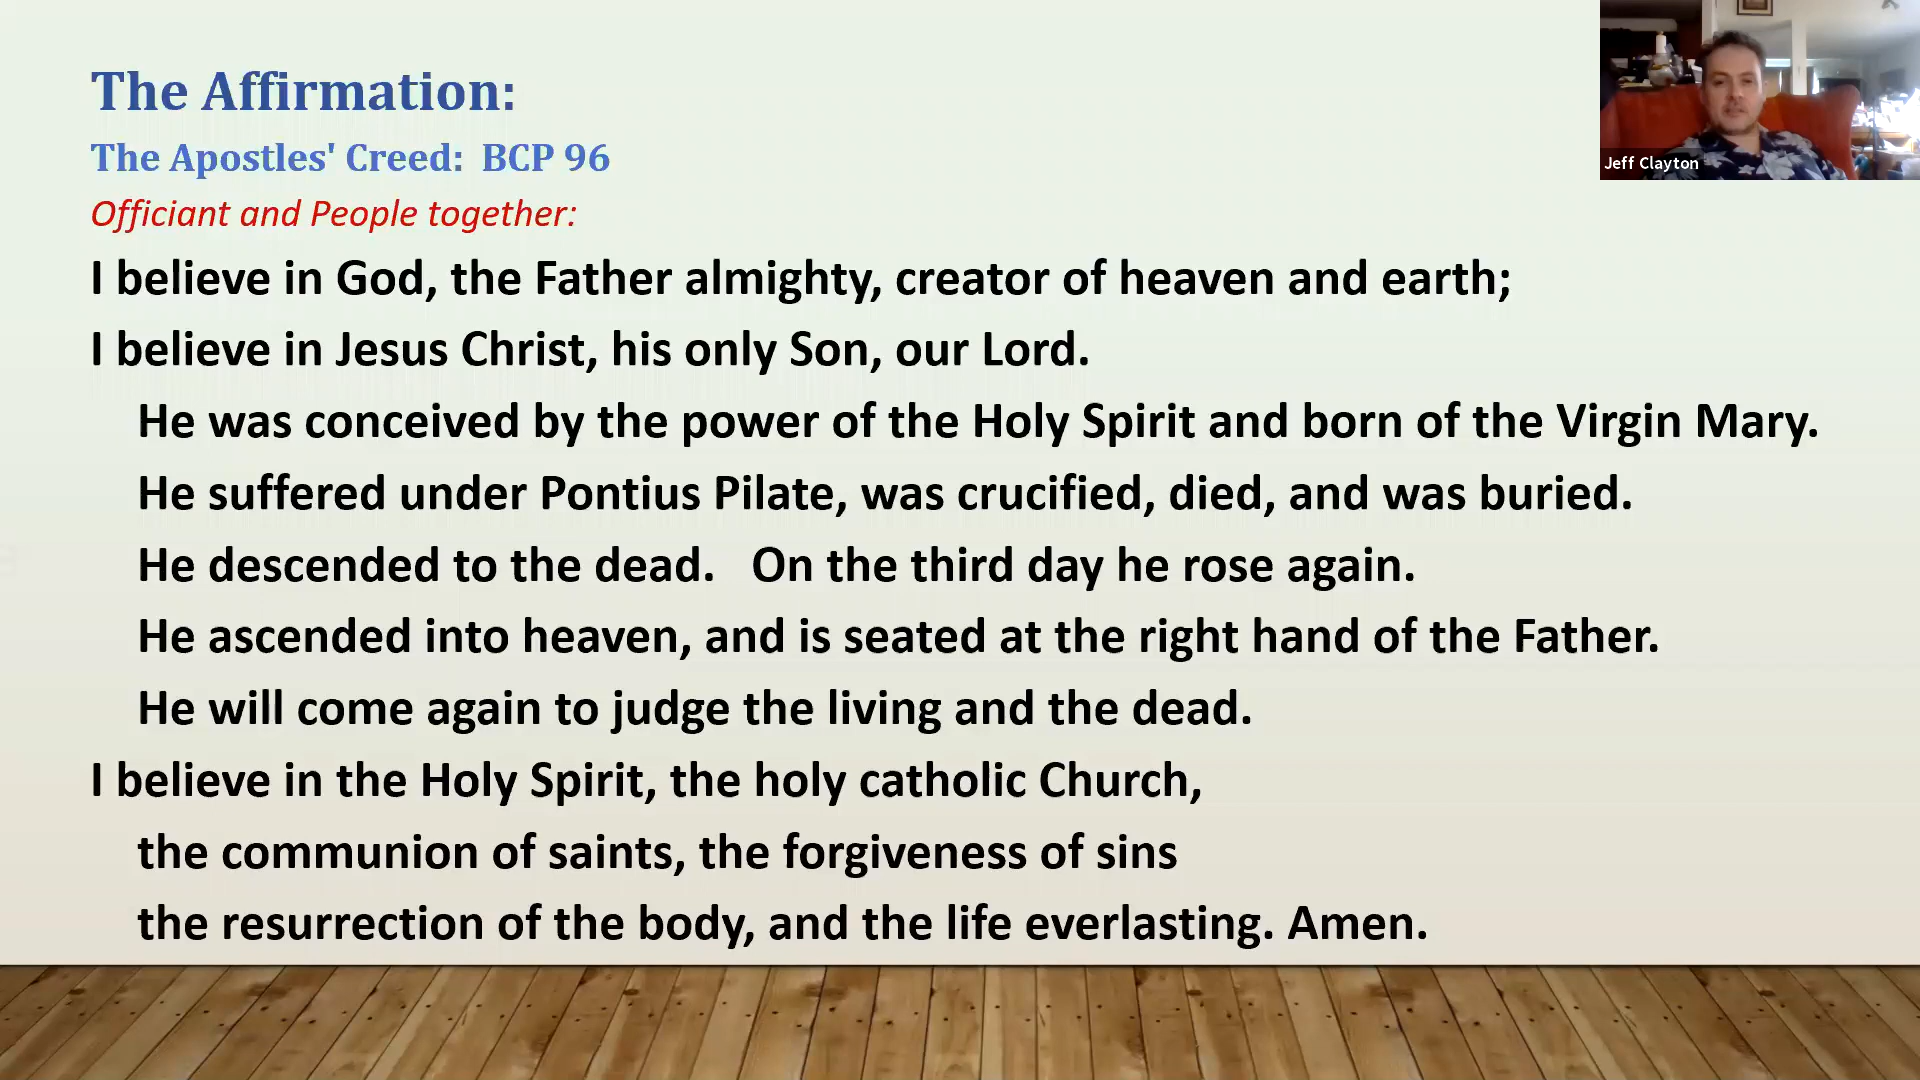 The Affirmation:
The Apostles' Creed:  BCP 96
Officiant and People together:
I believe in God, the Father almighty, creator of heaven and earth;
I believe in Jesus Christ, his only Son, our Lord.
He was conceived by the power of the Holy Spirit and born of the Virgin Mary.
He suffered under Pontius Pilate, was crucified, died, and was buried.
He descended to the dead.   On the third day he rose again.
He ascended into heaven, and is seated at the right hand of the Father.
He will come again to judge the living and the dead.
I believe in the Holy Spirit, the holy catholic Church,
the communion of saints, the forgiveness of sins
the resurrection of the body, and the life everlasting. Amen.
Jeff Clayton